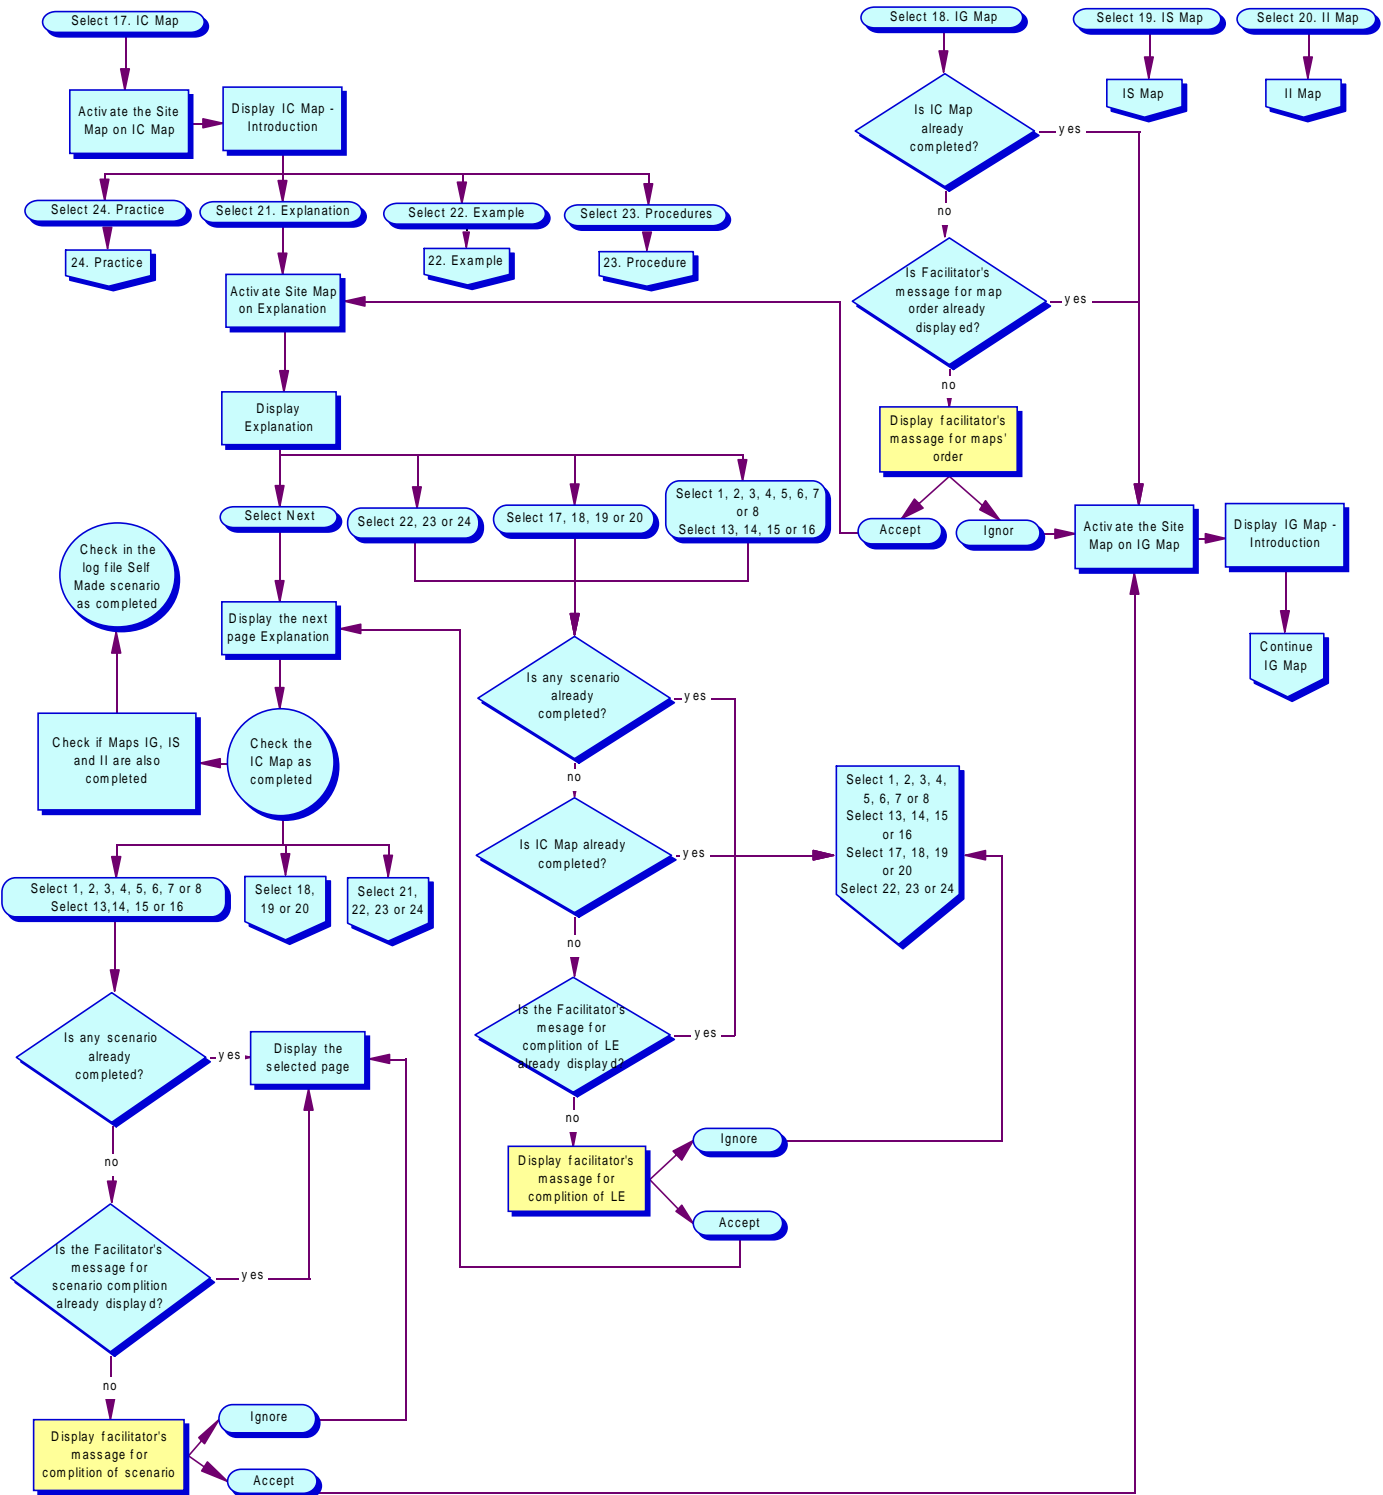 Select 17. IC Map
Select 18. IG Map
Select 19. IS Map
Select 20. II Map
Activate the Site
Map on IC Map
Display IC Map -
Introduction
IS Map
II Map
Is IC Map
already
completed?
yes
no
Select 24. Practice
Select 21. Explanation
Select 22. Example
Select 23. Procedures
24. Practice
22. Example
23. Procedure
Is Facilitator's
message for map
order already
displayed?
yes
no
Activate Site Map
on Explanation
Display
Explanation
Display facilitator's
massage for maps'
order
Accept
Ignor
Activate the Site
Map on IG Map
Display IG Map -
Introduction
Continue
IG Map
Select Next
Select 22, 23 or 24
Select 17, 18, 19 or 20
Select 1, 2, 3, 4, 5, 6, 7
or 8
Select 13, 14, 15 or 16
Check in the
log file Self
Made scenario
as completed
Display the next
page Explanation
Check if Maps IG, IS
and II are also
completed
Check the
IC Map as
completed
Is any scenario
already
completed?
yes
no
Is IC Map already
completed?
yes
no
Select 1, 2, 3, 4,
5, 6, 7 or 8
Select 13, 14, 15
or 16
Select 17, 18, 19
or 20
Select 22, 23 or 24
Select 1, 2, 3, 4, 5, 6, 7 or 8
Select 13,14, 15 or 16
Select 18,
19 or 20
Select 21,
22, 23 or 24
Is the Facilitator's
mesage for
complition of LE
already displayd?
yes
no
Is any scenario
already
completed?
yes
no
Display the
selected page
Display facilitator's
massage for
complition of LE
Ignore
Accept
Is the Facilitator's
message for
scenario complition
already displayd?
yes
no
Display facilitator's
massage for
complition of scenario
Ignore
Accept